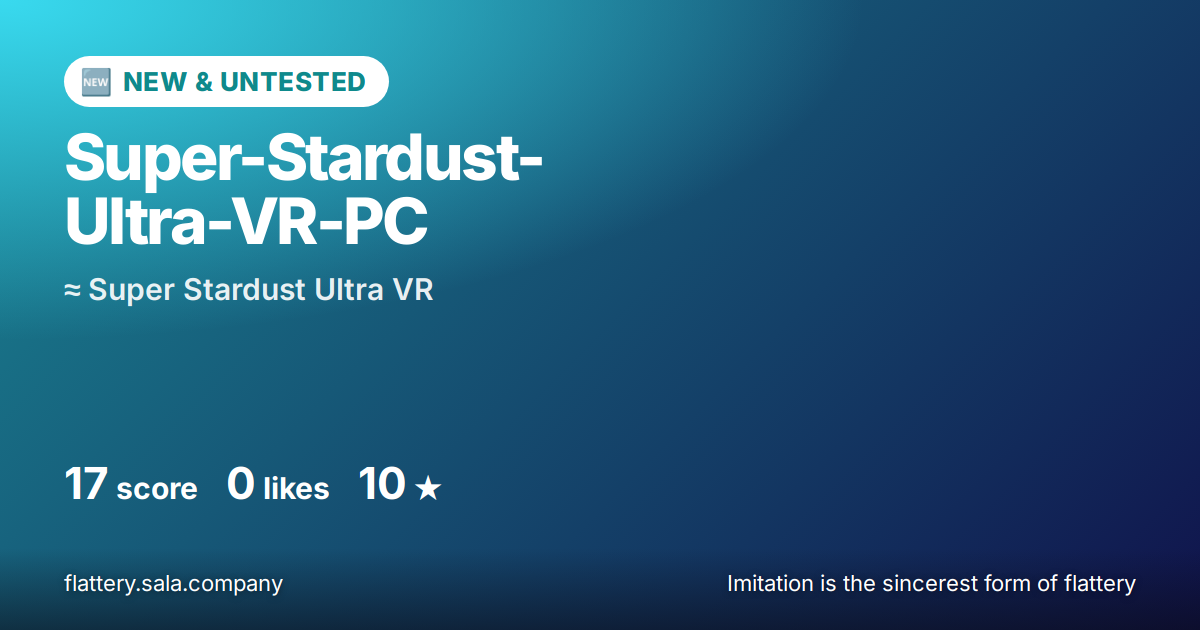 🆕 NEW & UNTESTED
Super-Stardust-
Ultra-VR-PC
≈ Super Stardust Ultra VR
17 score 0 likes 10 ★
flattery.sala.company
Imitation is the sincerest form of flattery